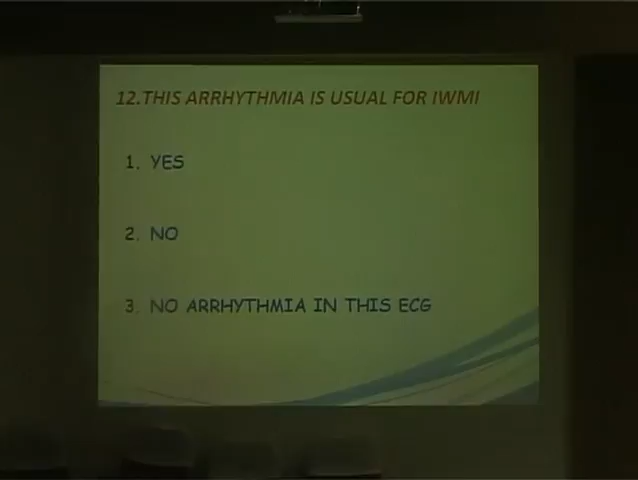 12.THIS ARRHYTHMIA IS USUAL FOR IWMI
1. YES
2. NO
3. NO ARRHYTHMIA IN THIS ECG